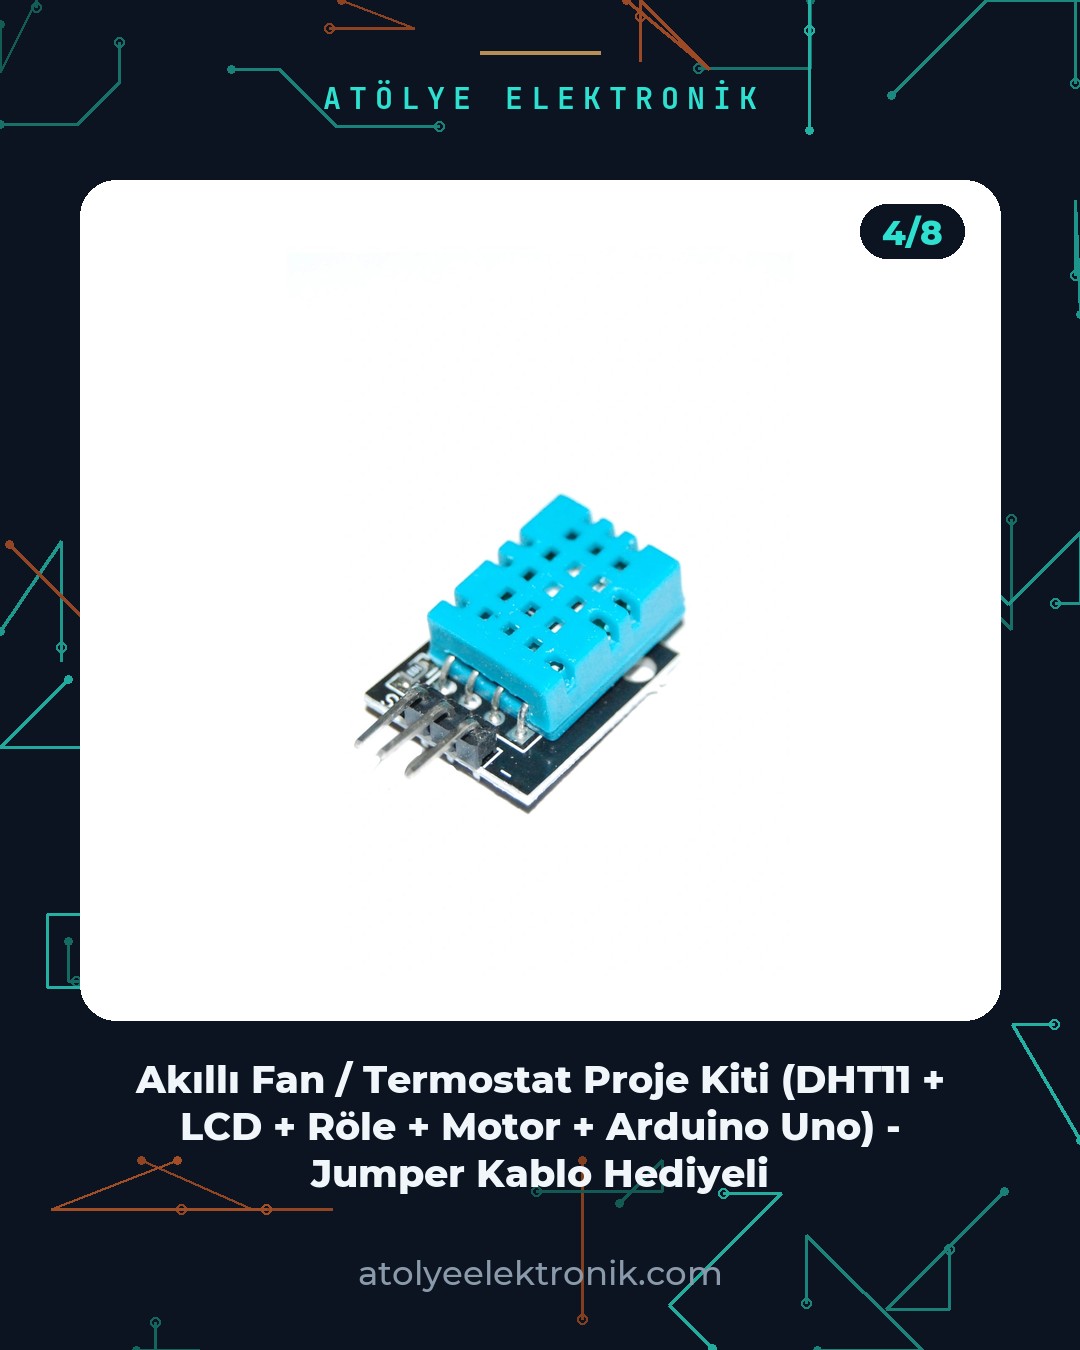 ATÖLYE ELEKTRONİK
4/8
Akıllı Fan / Termostat Proje Kiti (DHT11 +
LCD + Röle + Motor + Arduino Uno) -
Jumper Kablo Hediyeli
atolyeelektronik.com